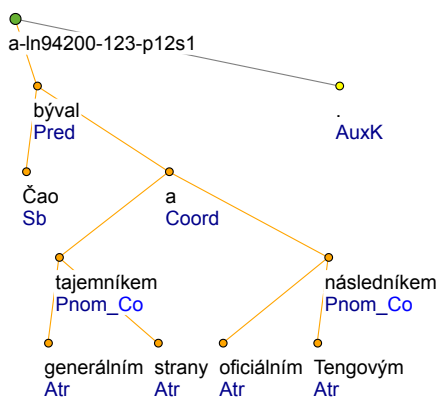 a-ln94200-123-p12s1
býval .
Pred AuxK
Čao a
Sb Coord
tajemníkem následníkem
Pnom_Co Pnom_Co
generálním strany oficiálním Tengovým
Atr Atr Atr Atr